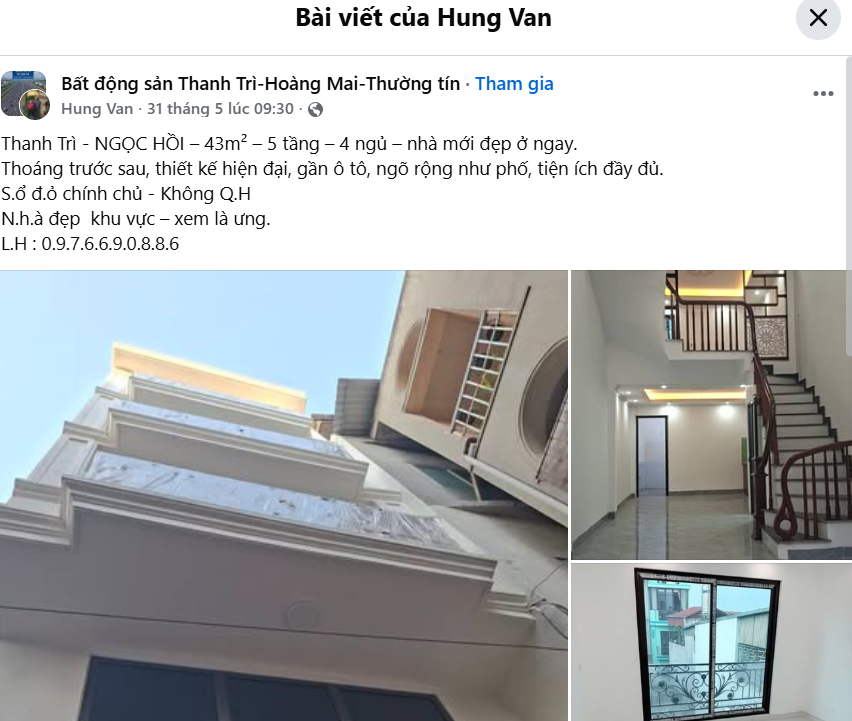 Bài viết của Hung Van
Bất động sản Thanh Trì-Hoàng Mai-Thường tín · Tham gia
Hung Van · 31 tháng 5 lúc 09:30 ·
Thanh Trì - NGỌC HỒI – 43m² – 5 tầng – 4 ngủ – nhà mới đẹp ở ngay.
Thoáng trước sau, thiết kế hiện đại, gần ô tô, ngõ rộng như phố, tiện ích đầy đủ.
S.ổ đ.ỏ chính chủ - Không Q.H
N.h.à đẹp  khu vực – xem là ưng.
L.H : 0.9.7.6.6.9.0.8.8.6